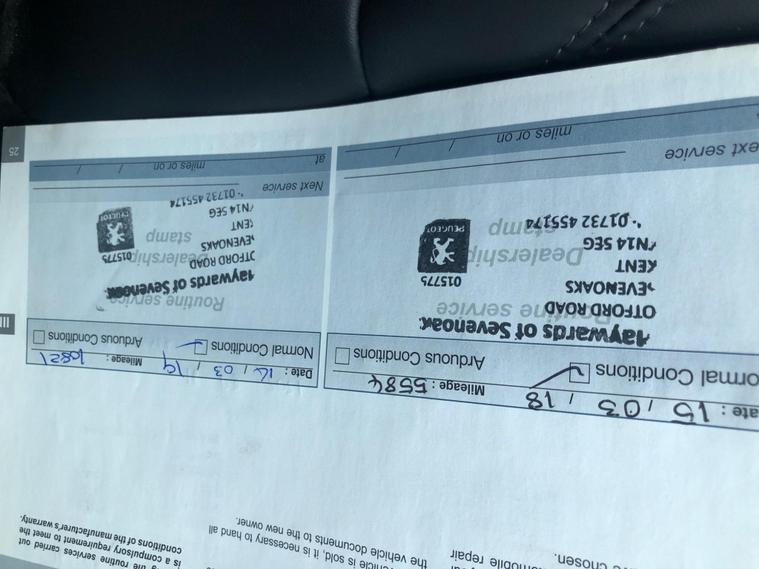 chosen.
repair
is sold, it is necessary to hand all
the vehicle documents to the new owner.
the routine services carried out
is a compulsory requirement to meet the
conditions of the manufacturer's warranty.
ate : 15 / 03 / 18 Mileage : 5584
ormal Conditions Arduous Conditions
Routine service
Haywards of Sevenoaks
OTFORD ROAD
SEVENOAKS
KENT
TN14 5EG
01732 455174
015775
PEUGEOT
Dealership
stamp
ext service
miles or on / /
Date : / 03 / 19 Mileage : 10821
Normal Conditions Arduous Conditions
Routine service
Haywards of Sevenoaks
OTFORD ROAD
SEVENOAKS
KENT
TN14 5EG
01732 455174
015775
PEUGEOT
Dealership
stamp
Next service
at miles or on / /
III
25